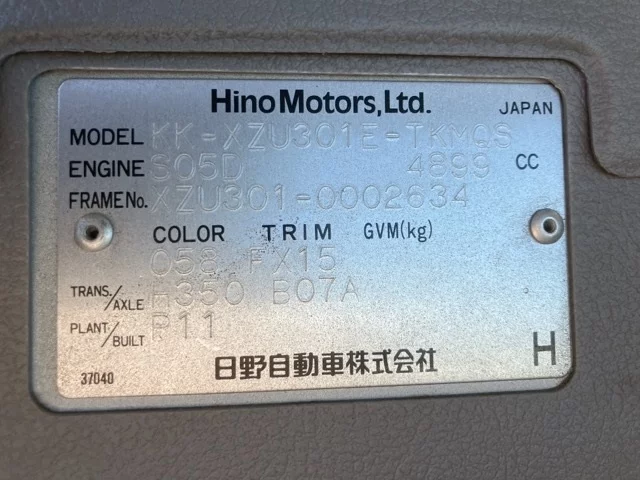 Hino Motors, Ltd. JAPAN
MODEL KK-XZU301E-TKMQS
ENGINE S05D 4899 CC
FRAME No. XZU301-0002634
COLOR TRIM GVM(kg)
058 FX15
TRANS./AXLE H350 B07A
PLANT/BUILT P11
37040 日野自動車株式会社 H